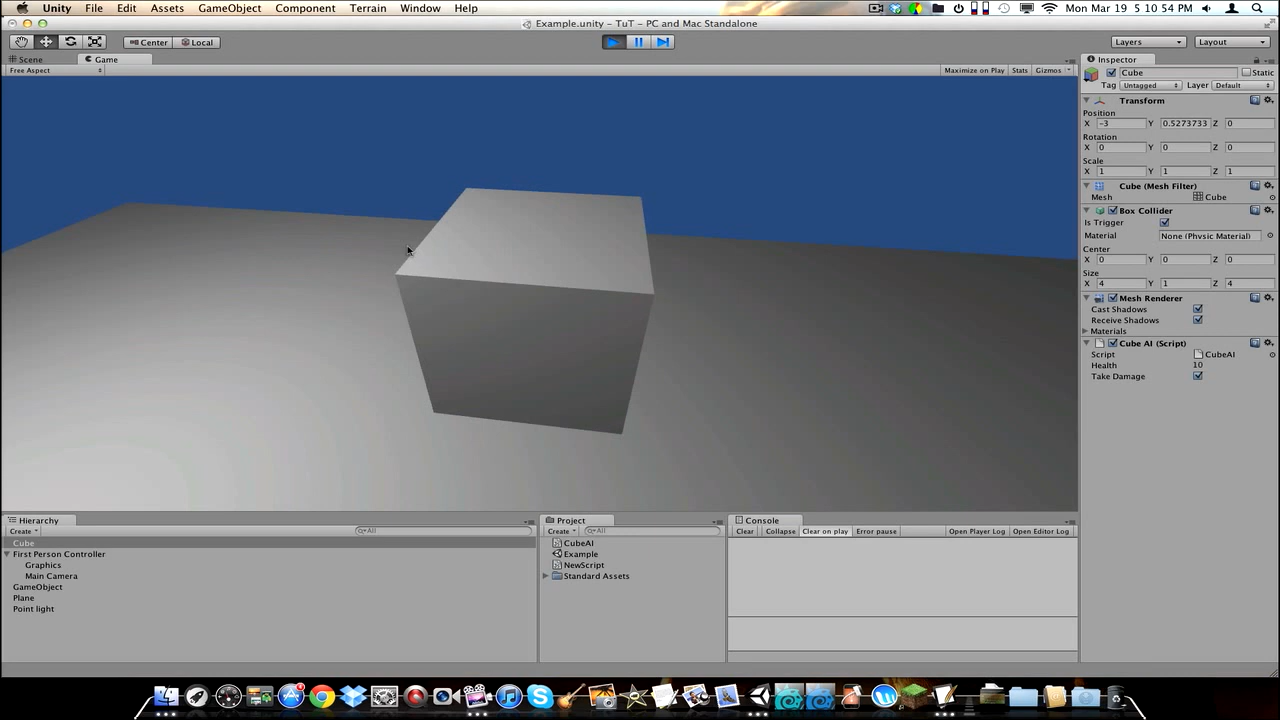 Unity File Edit Assets GameObject Component Terrain Window Help Mon Mar 19 5:10:54 PM
Example.unity – TuT – PC and Mac Standalone
Center Local Layers Layout
Scene Game Inspector
Free Aspect Maximize on Play Stats Gizmos
Cube Static
Tag Untagged Layer Default
Transform
Position
X -3 Y 0.5273733 Z 0
Rotation
X 0 Y 0 Z 0
Scale
X 1 Y 1 Z 1
Cube (Mesh Filter)
Mesh Cube
Box Collider
Is Trigger
Material None (Physic Material)
Center
X 0 Y 0 Z 0
Size
X 4 Y 1 Z 4
Mesh Renderer
Cast Shadows
Receive Shadows
Materials
Cube AI (Script)
Script CubeAI
Health 10
Take Damage
Hierarchy
Create All
Cube
First Person Controller
Graphics
Main Camera
GameObject
Plane
Point light
Project
Create All
CubeAI
Example
NewScript
Standard Assets
Console
Clear Collapse Clear on play Error pause Open Player Log Open Editor Log